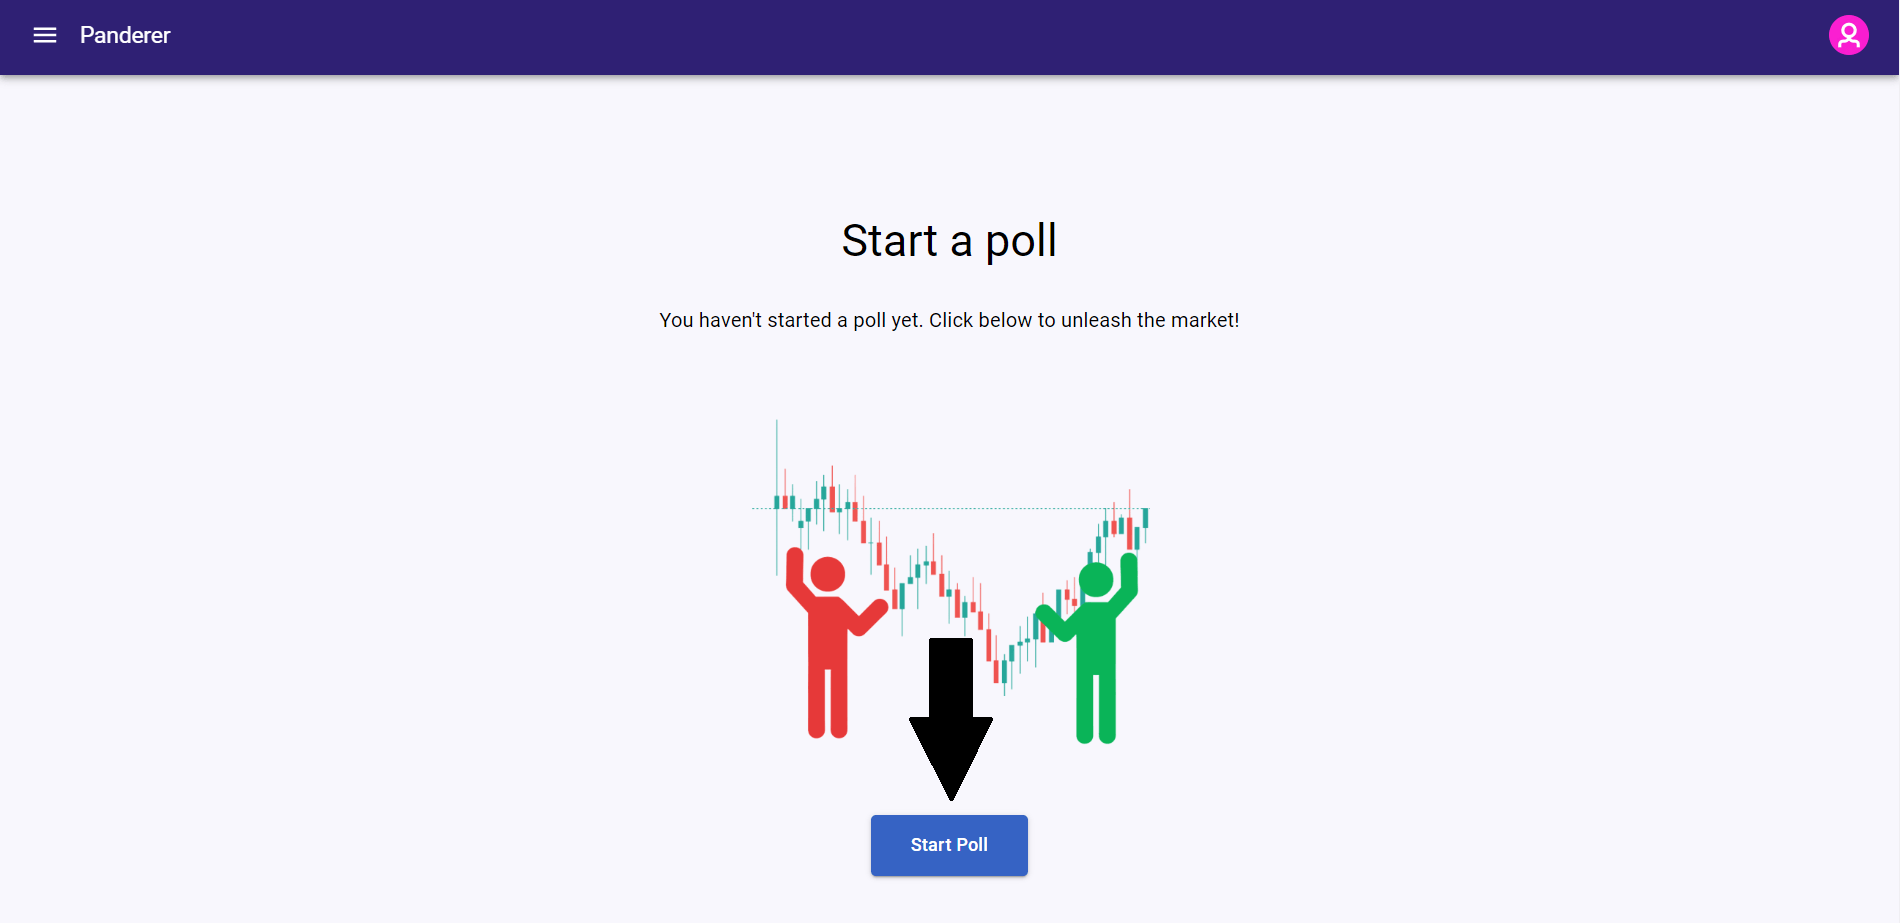 Panderer
Start a poll
You haven't started a poll yet. Click below to unleash the market!
Start Poll